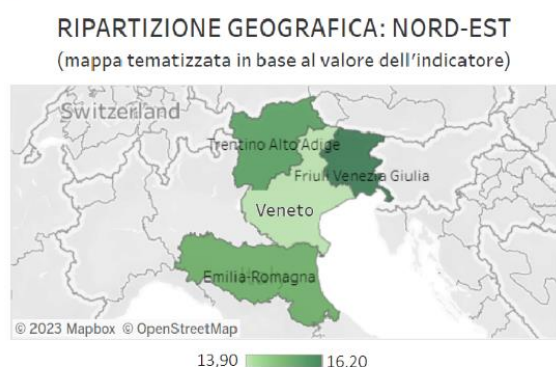 RIPARTIZIONE GEOGRAFICA: NORD-EST
(mappa tematizzata in base al valore dell'indicatore)
Switzerland
Trentino Alto Adige
Friuli Venezia Giulia
Veneto
Emilia-Romagna
© 2023 Mapbox © OpenStreetMap
13,90 16,20